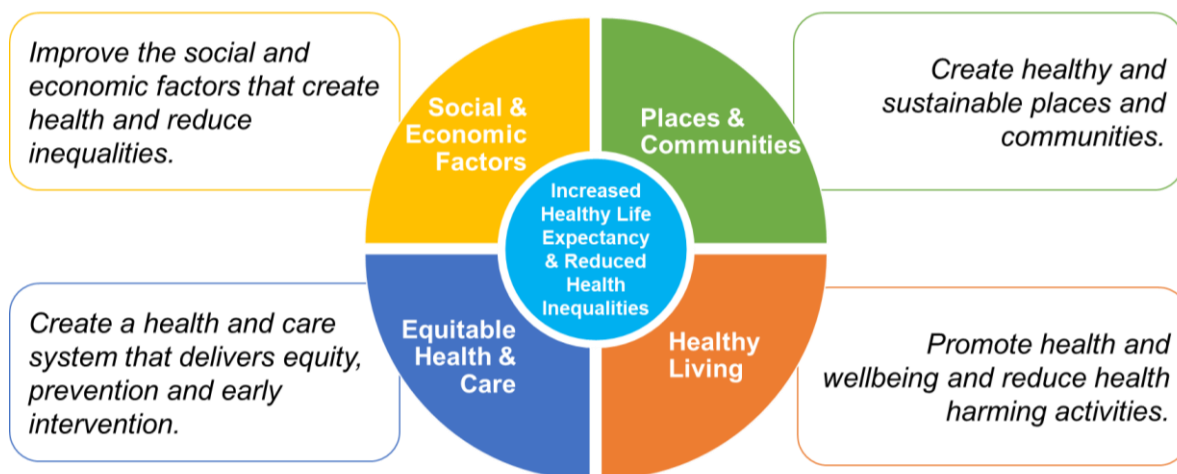 Improve the social and
economic factors that create
health and reduce
inequalities.
Social &
Economic
Factors
Places &
Communities
Create healthy and
sustainable places and
communities.
Increased
Healthy Life
Expectancy
& Reduced
Health
Inequalities
Create a health and care
system that delivers equity,
prevention and early
intervention.
Equitable
Health &
Care
Healthy
Living
Promote health and
wellbeing and reduce health
harming activities.